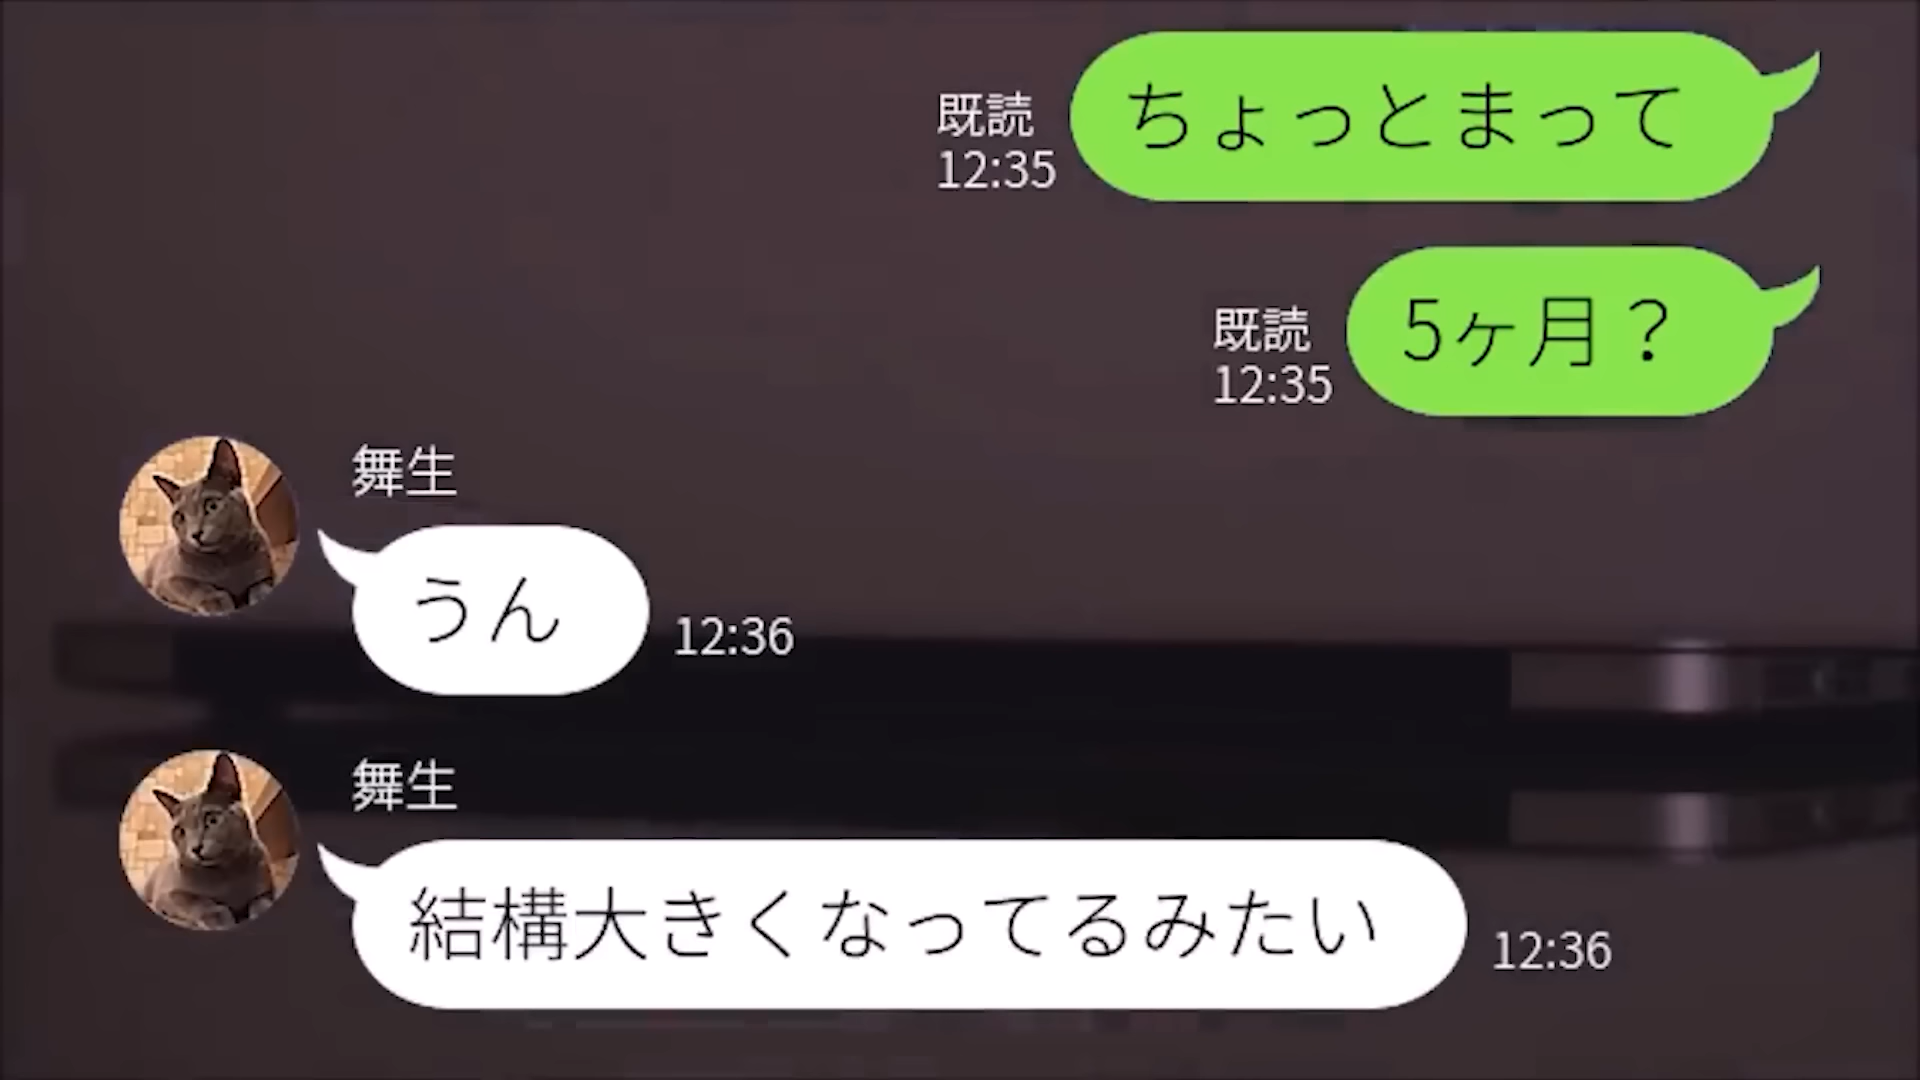 ちょっとまって
既読
12:35
5ヶ月？
既読
12:35
舞生
うん
12:36
舞生
結構大きくなってるみたい
12:36